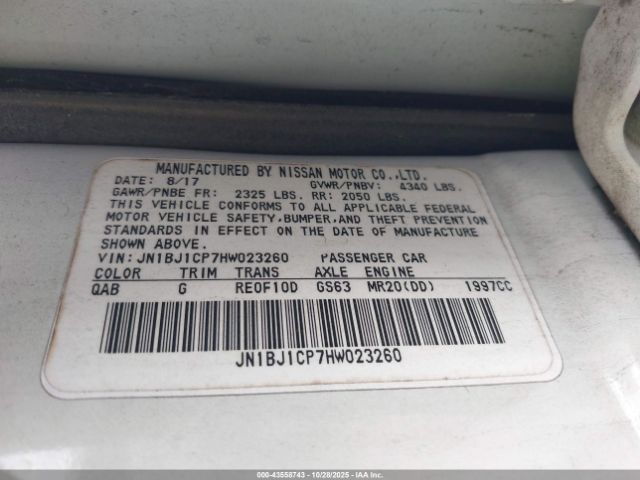 MANUFACTURED BY NISSAN MOTOR CO.,LTD.
DATE: 8/17 GVWR/PNBV: 4340 LBS.
GAWR/PNBE FR: 2325 LBS. RR: 2050 LBS.
THIS VEHICLE CONFORMS TO ALL APPLICABLE FEDERAL
MOTOR VEHICLE SAFETY,BUMPER,AND THEFT PREVENTION
STANDARDS IN EFFECT ON THE DATE OF MANUFACTURE
SHOWN ABOVE.
VIN: JN1BJ1CP7HW023260 PASSENGER CAR
COLOR TRIM TRANS AXLE ENGINE
QAB G RE0F10D GS63 MR20(DD) 1997CC
JN1BJ1CP7HW023260
000-43558743 - 10/28/2025 - IAAI.COM